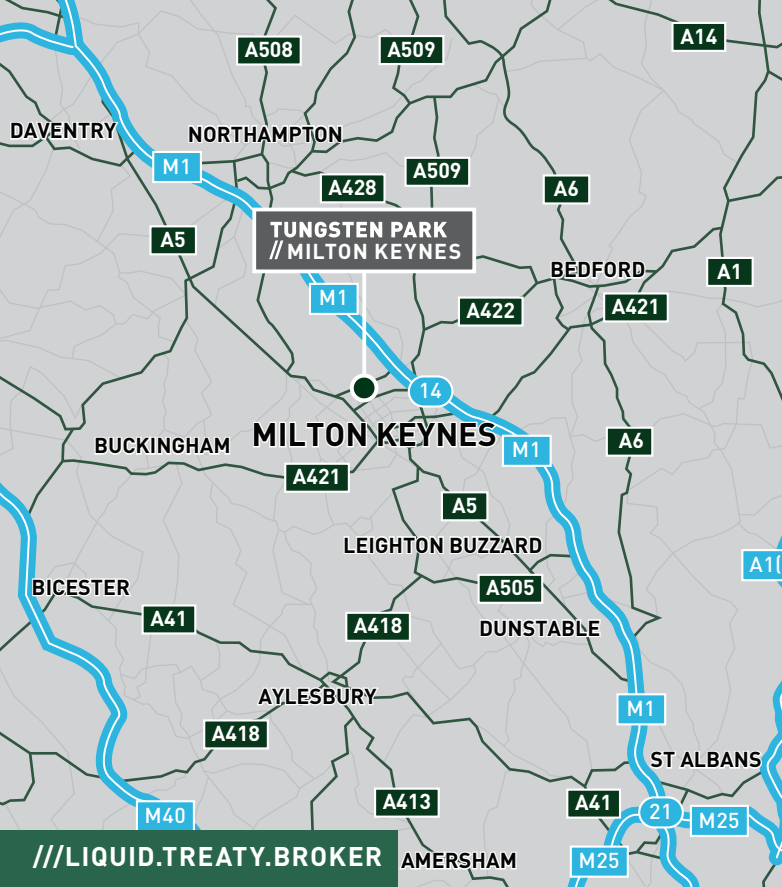 A508
A509
A14
DAVENTRY
NORTHAMPTON
M1
A509
A428
A6
A5
TUNGSTEN PARK
//MILTON KEYNES
BEDFORD
A1
M1
A422
A421
14
MILTON KEYNES
BUCKINGHAM
M1
A6
A421
A5
LEIGHTON BUZZARD
A1(
BICESTER
A505
A41
A418
DUNSTABLE
AYLESBURY
M1
A418
ST ALBANS
A413
A41
21
M40
M25
///LIQUID.TREATY.BROKER
AMERSHAM
M25